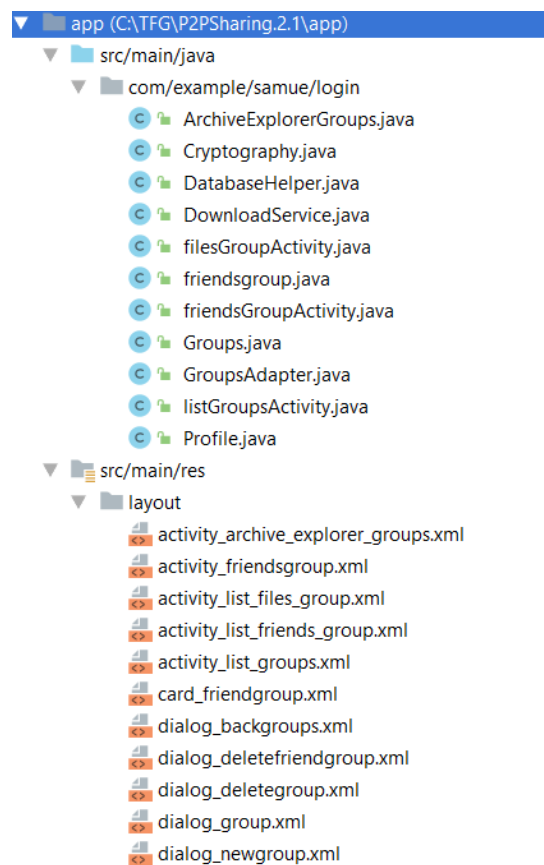 app (C:\TFG\P2PSharing.2.1\app)
src/main/java
com/example/samue/login
ArchiveExplorerGroups.java
Cryptography.java
DatabaseHelper.java
DownloadService.java
filesGroupActivity.java
friendsgroup.java
friendsGroupActivity.java
Groups.java
GroupsAdapter.java
listGroupsActivity.java
Profile.java
src/main/res
layout
activity_archive_explorer_groups.xml
activity_friendsgroup.xml
activity_list_files_group.xml
activity_list_friends_group.xml
activity_list_groups.xml
card_friendgroup.xml
dialog_backgroups.xml
dialog_deletefriendgroup.xml
dialog_deletegroup.xml
dialog_group.xml
dialog_newgroup.xml